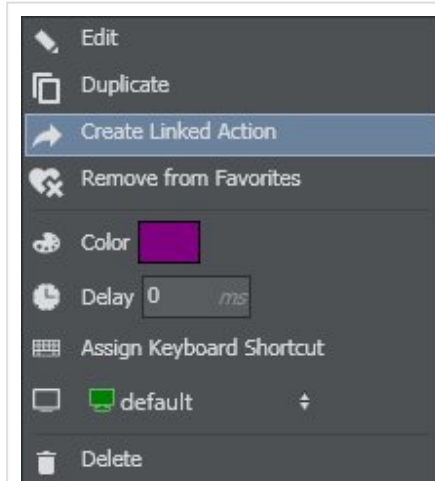 Edit
Duplicate
Create Linked Action
Remove from Favorites
Color
Delay 0 ms
Assign Keyboard Shortcut
default
Delete